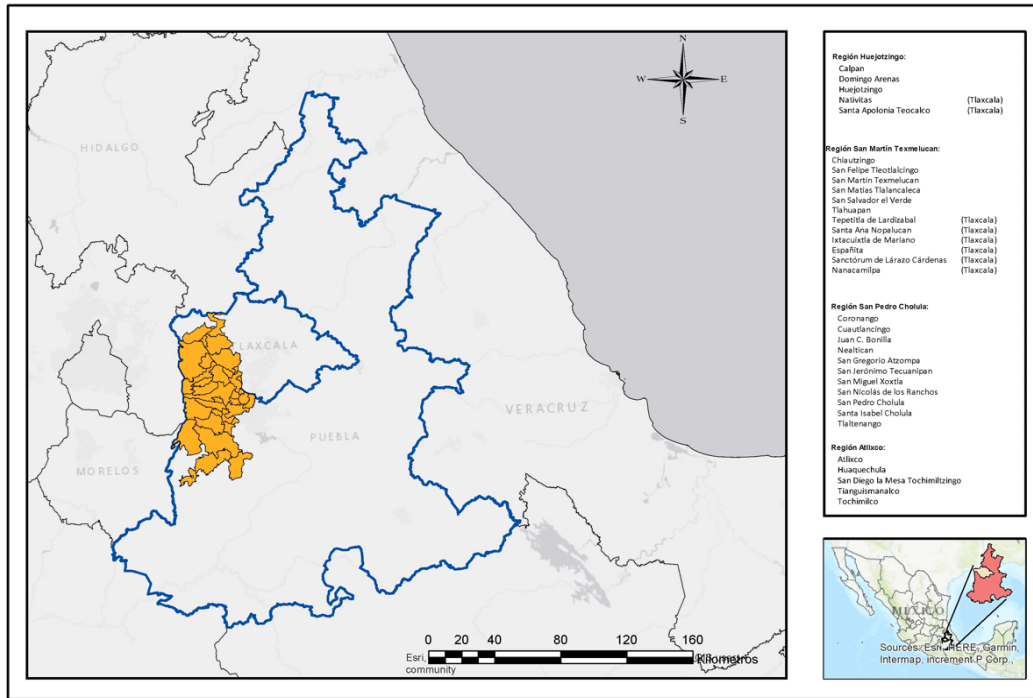 N
W E
S
HIDALGO
TLAXCALA
VERACRUZ
PUEBLA
MORELOS
0 20 40 80 120 160
Kilometros
Esri,
community
Región Huejotzingo:
Calpan
Domingo Arenas
Huejotzingo
Nativitas (Tlaxcala)
Santa Apolonia Teocalco (Tlaxcala)
Región San Martín Texmelucan:
Chiautzingo
San Felipe Tleotlalcingo
San Martín Texmelucan
San Matías Tlalancaleca
San Salvador el Verde
Tlahuapan
Tepetitla de Lardizabal (Tlaxcala)
Santa Ana Nopalucan (Tlaxcala)
Ixtacuixtla de Mariano (Tlaxcala)
Españita (Tlaxcala)
Sanctórum de Lárazo Cárdenas (Tlaxcala)
Nanacamilpa (Tlaxcala)
Región San Pedro Cholula:
Coronango
Cuautlancingo
Juan C. Bonilla
Nealtican
San Gregorio Atzompa
San Jerónimo Tecuanipan
San Miguel Xoxtla
San Nicolás de los Ranchos
San Pedro Cholula
Santa Isabel Cholula
Tlaltenango
Región Atlixco:
Atlixco
Huaquechula
San Diego la Mesa Tochimiltzingo
Tianguismanalco
Tochimilco
MÉXICO
Sources: Esri, HERE, Garmin,
Intermap, increment P Corp.,